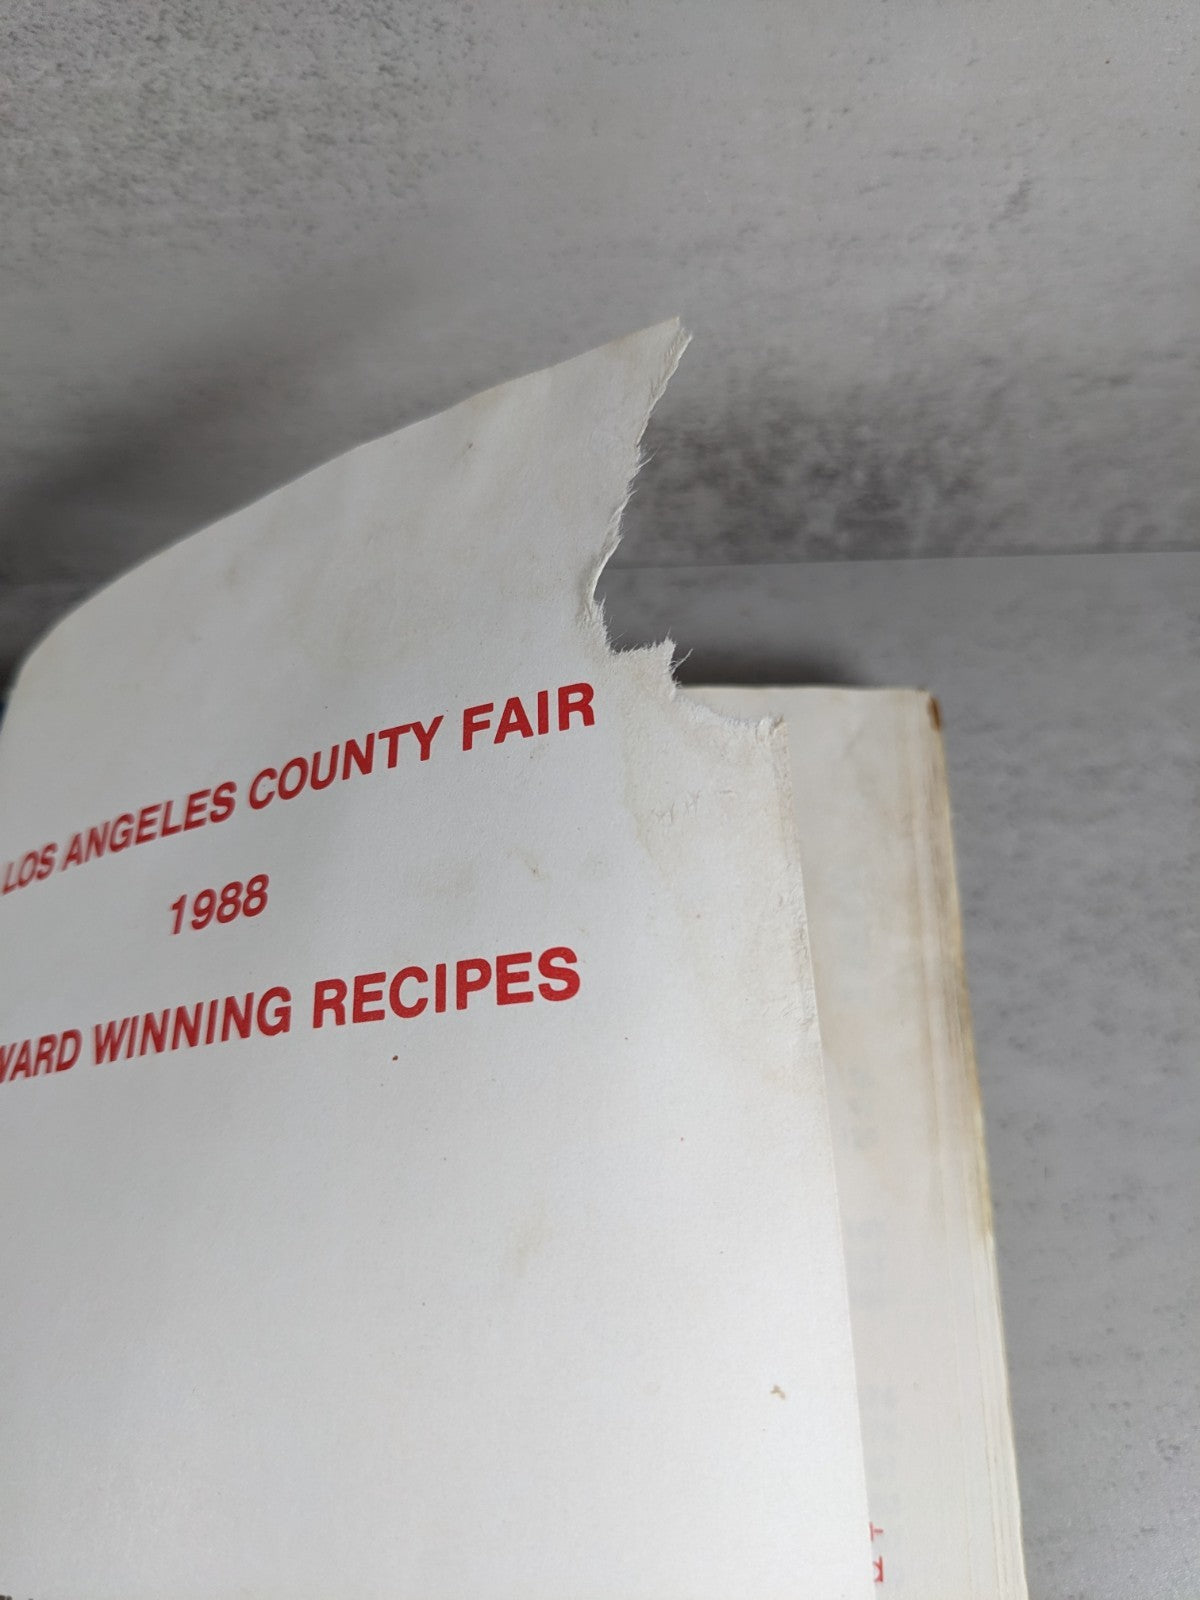 LOS ANGELES COUNTY FAIR
1988
WARD WINNING RECIPES